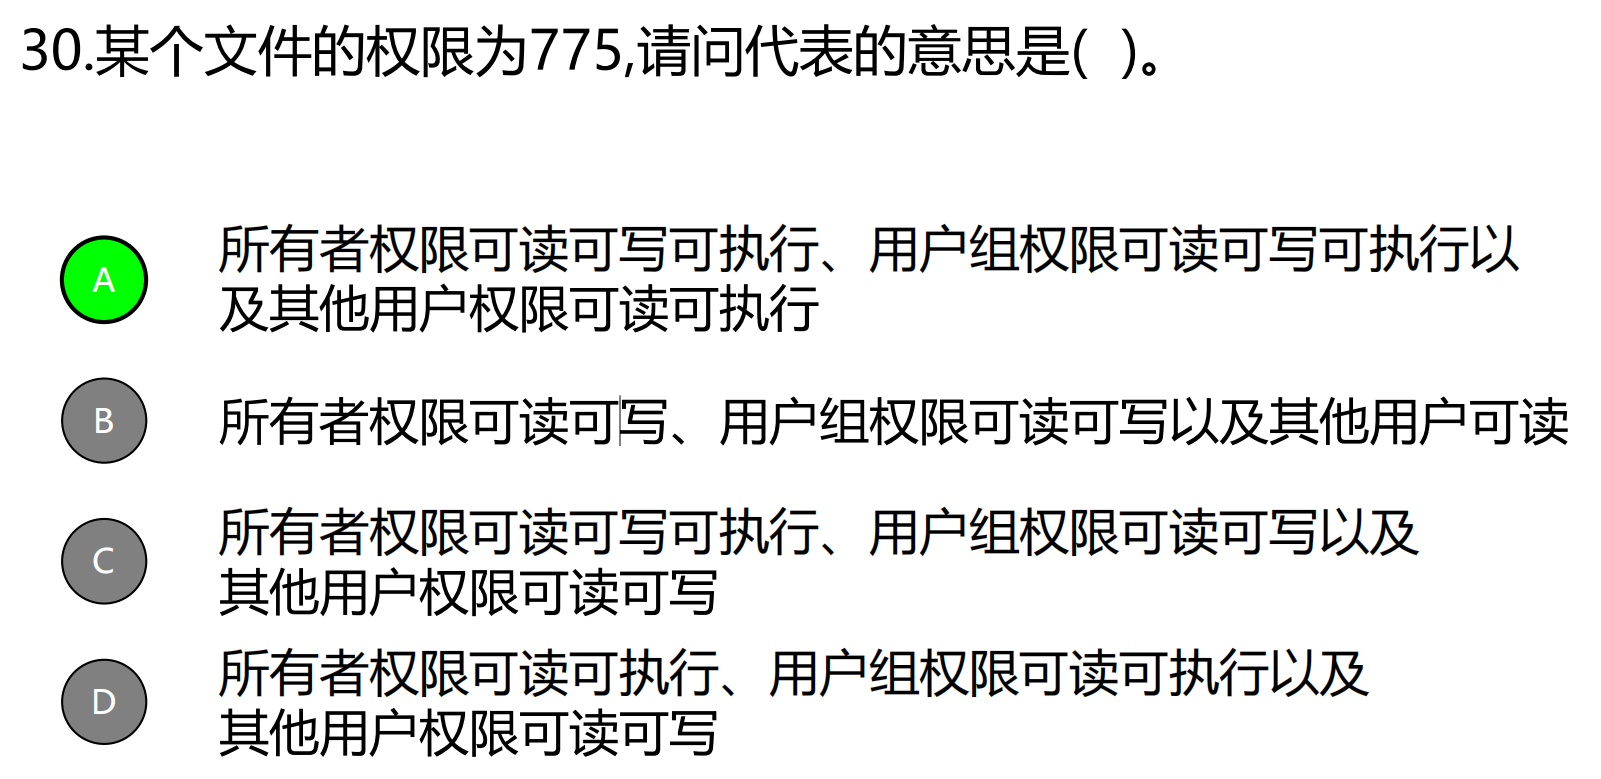 30.某个文件的权限为775,请问代表的意思是( )。
A
所有者权限可读可写可执行、用户组权限可读可写可执行以
及其他用户权限可读可执行
B
所有者权限可读可写、用户组权限可读可写以及其他用户可读
C
所有者权限可读可写可执行、用户组权限可读可写以及
其他用户权限可读可写
D
所有者权限可读可执行、用户组权限可读可执行以及
其他用户权限可读可写